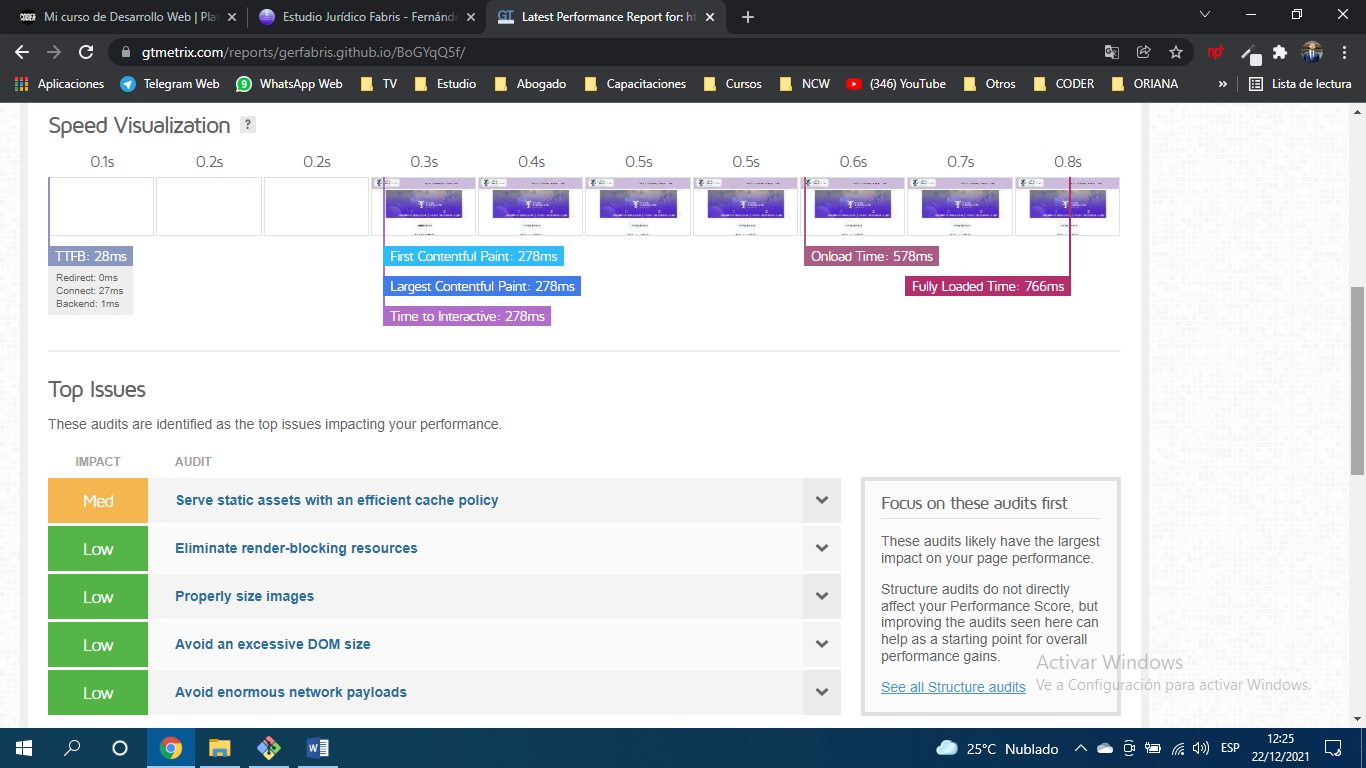 Mi curso de Desarrollo Web | Pla
Estudio Jurídico Fabris - Fernánde
GT
Latest Performance Report for: ht
gtmetrix.com/reports/gerfabris.github.io/BoGYqQ5f/
Aplicaciones
Telegram Web
9
WhatsApp Web
TV
Estudio
Abogado
Capacitaciones
Cursos
NCW
(346) YouTube
Otros
CODER
ORIANA
»
Lista de lectura
Speed Visualization ?
0.1s 0.2s 0.2s 0.3s 0.4s 0.5s 0.5s 0.6s 0.7s 0.8s
TTFB: 28ms
Redirect: 0ms
Connect: 27ms
Backend: 1ms
First Contentful Paint: 278ms
Largest Contentful Paint: 278ms
Time to Interactive: 278ms
Onload Time: 578ms
Fully Loaded Time: 766ms
Top Issues
These audits are identified as the top issues impacting your performance.
IMPACT AUDIT
Med Serve static assets with an efficient cache policy
Low Eliminate render-blocking resources
Low Properly size images
Low Avoid an excessive DOM size
Low Avoid enormous network payloads
Focus on these audits first
These audits likely have the largest
impact on your page performance.
Structure audits do not directly
affect your Performance Score, but
improving the audits seen here can
help as a starting point for overall
performance gains.
See all Structure audits
Activar Windows
Ve a Configuración para activar Windows.
25°C Nublado
ESP
12:25
22/12/2021